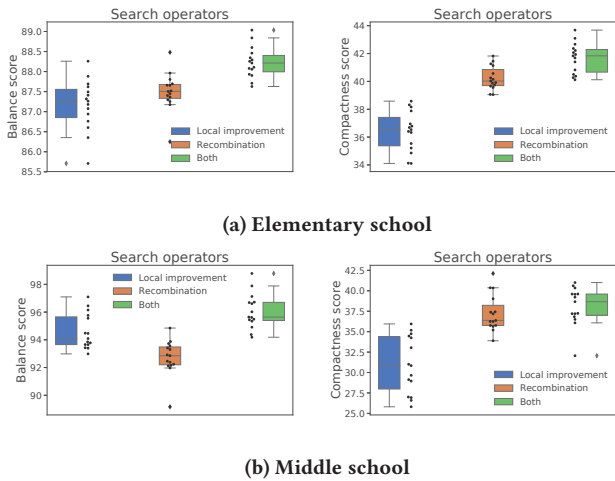 Search operators
Balance score
89.0
88.5
88.0
87.5
87.0
86.5
86.0
85.5
Local improvement
Recombination
Both
Search operators
Compactness score
44
42
40
38
36
34
Local improvement
Recombination
Both
(a) Elementary school
Search operators
Balance score
98
96
94
92
90
Local improvement
Recombination
Both
Search operators
Compactness score
42.5
40.0
37.5
35.0
32.5
30.0
27.5
25.0
Local improvement
Recombination
Both
(b) Middle school